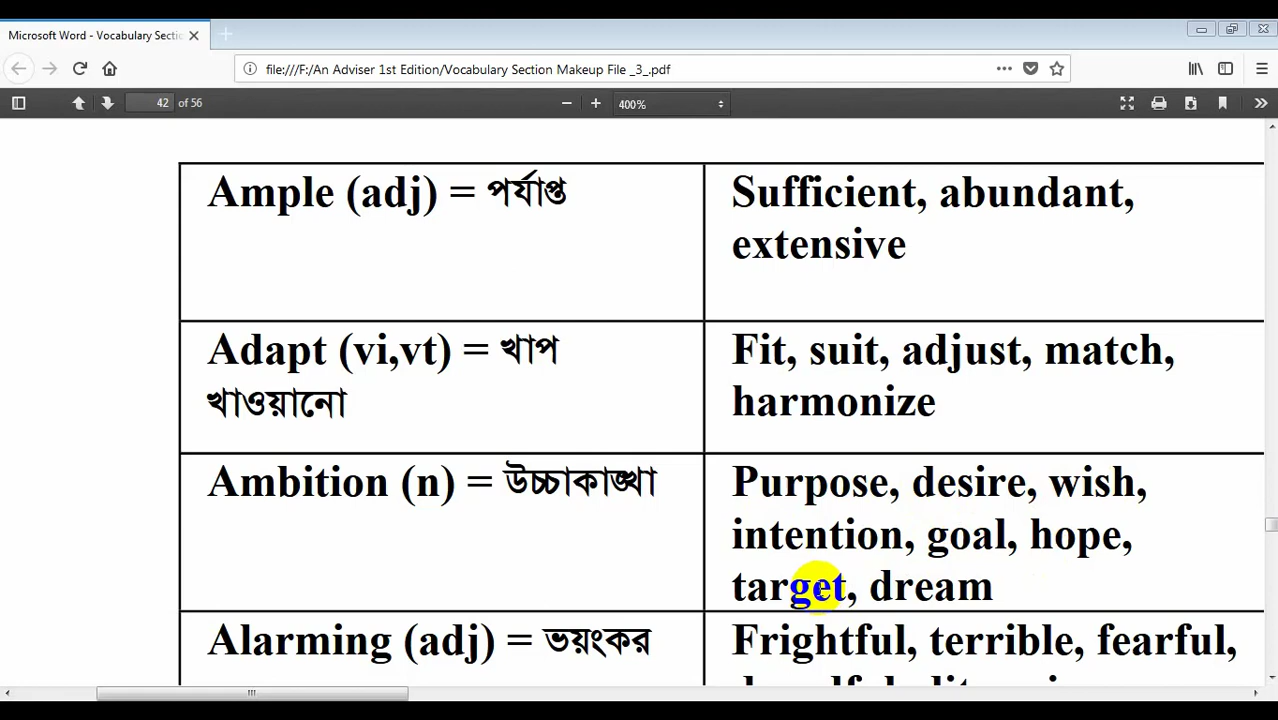 Microsoft Word - Vocabulary Sectic
file:///F:/An Adviser 1st Edition/Vocabulary Section Makeup File _3_.pdf
42 of 56
400%
Ample (adj) = পর্যাপ্ত
Sufficient, abundant,
extensive
Adapt (vi,vt) = খাপ
খাওয়ানো
Fit, suit, adjust, match,
harmonize
Ambition (n) = উচ্চাকাঙ্খা
Purpose, desire, wish,
intention, goal, hope,
target, dream
Alarming (adj) = ভয়ংকর
Frightful, terrible, fearful,